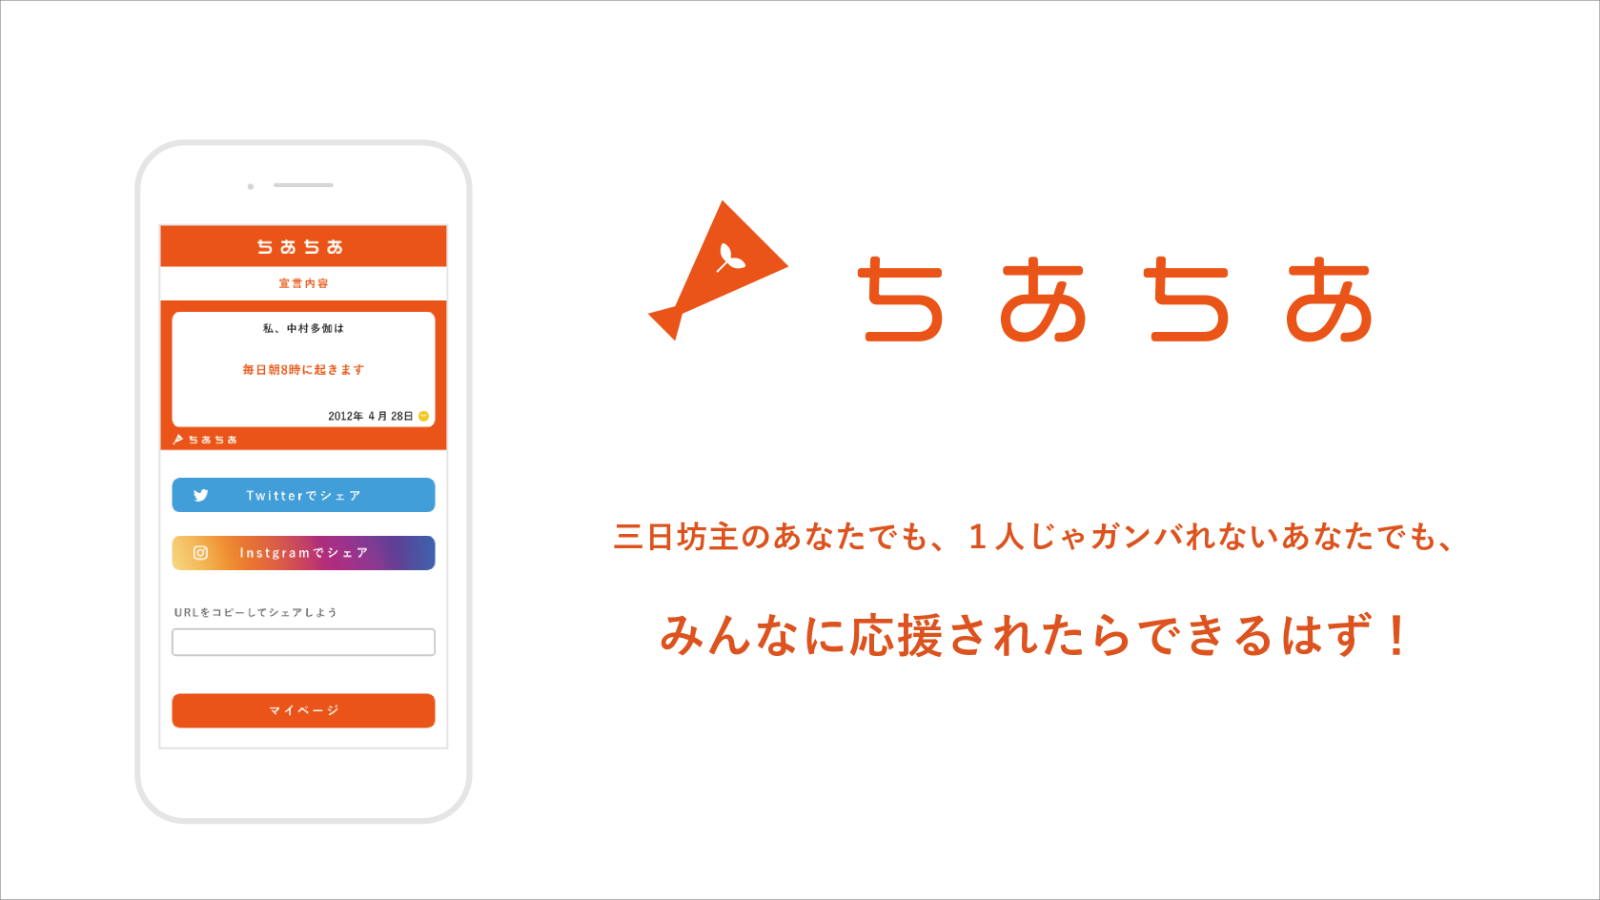 ちあちあ
宣言内容
私、中村多伽は
毎日朝8時に起きます
2012年 4月 28日
ちあちあ
Twitterでシェア
Instgramでシェア
URLをコピーしてシェアしよう
マイページ
ちあちあ
三日坊主のあなたでも、１人じゃガンバれないあなたでも、
みんなに応援されたらできるはず！